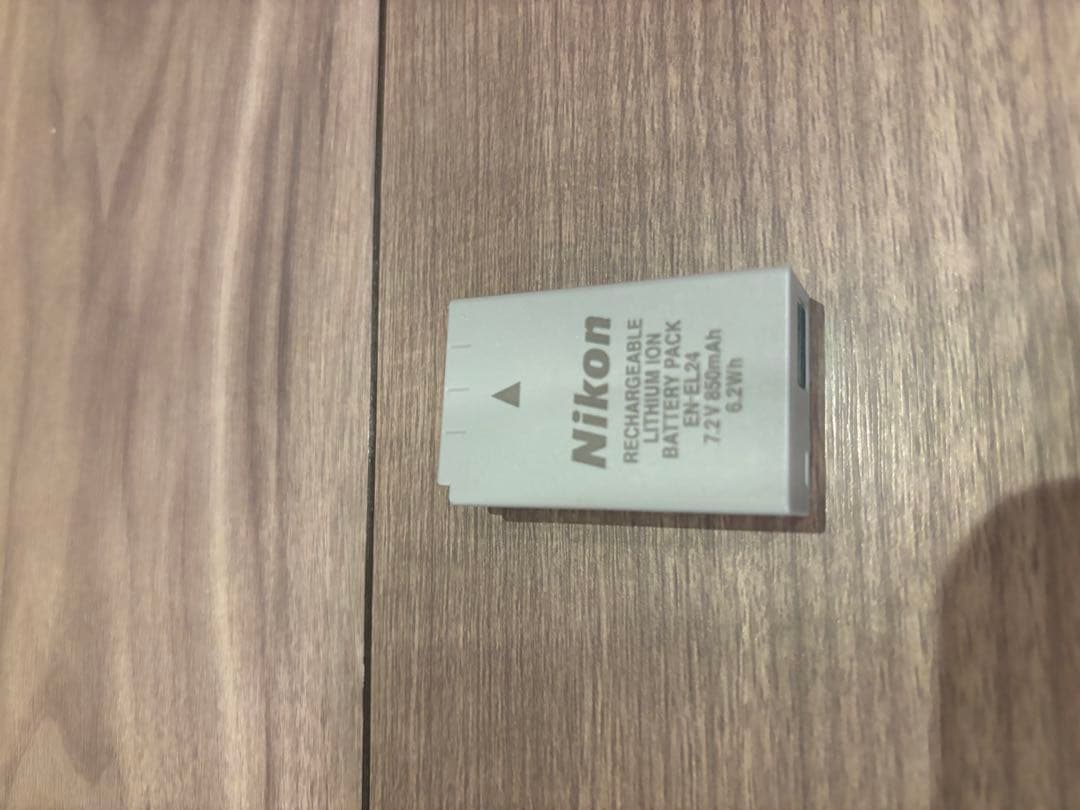 Nikon
RECHARGEABLE
LITHIUM ION
BATTERY PACK
EN-EL24
7.2V 850mAh
6.2Wh